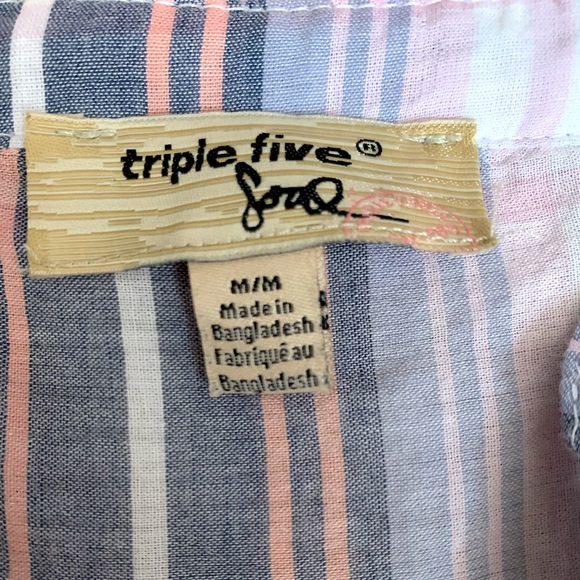 triple five®
Soul
M/M
Made in
Bangladesh
Fabriqué au
Bangladesh